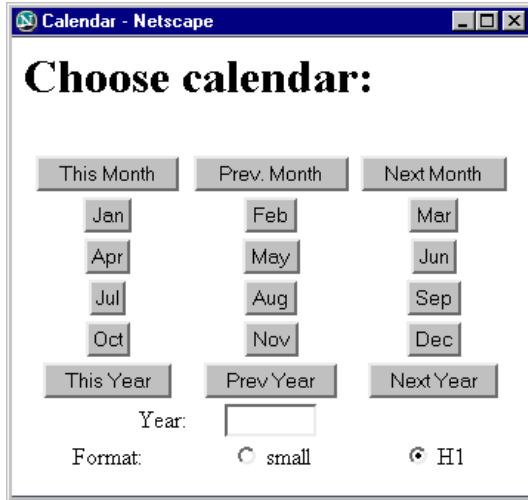 Calendar - Netscape
Choose calendar:
This Month Prev. Month Next Month
Jan Feb Mar
Apr May Jun
Jul Aug Sep
Oct Nov Dec
This Year Prev Year Next Year
Year:
Format: small H1